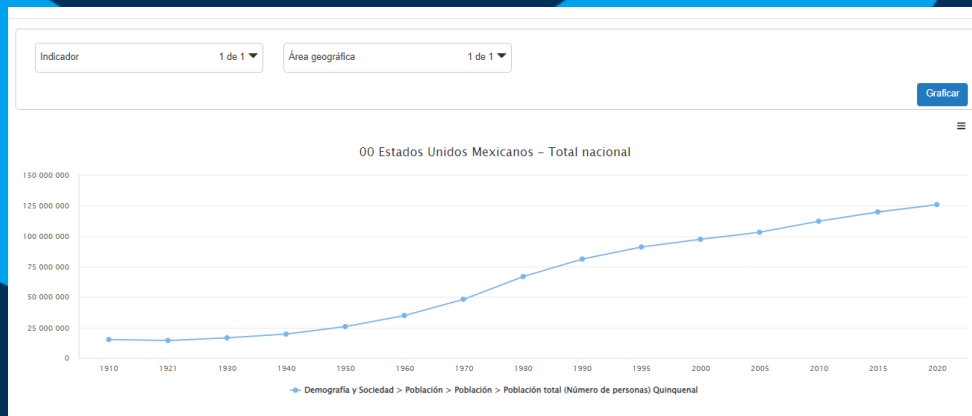 Indicador 1 de 1 Área geográfica 1 de 1
Graficar
00 Estados Unidos Mexicanos – Total nacional
150 000 000
125 000 000
100 000 000
75 000 000
50 000 000
25 000 000
0
1910 1921 1930 1940 1950 1960 1970 1980 1990 1995 2000 2005 2010 2015 2020
Demografía y Sociedad > Población > Población > Población total (Número de personas) Quinquenal